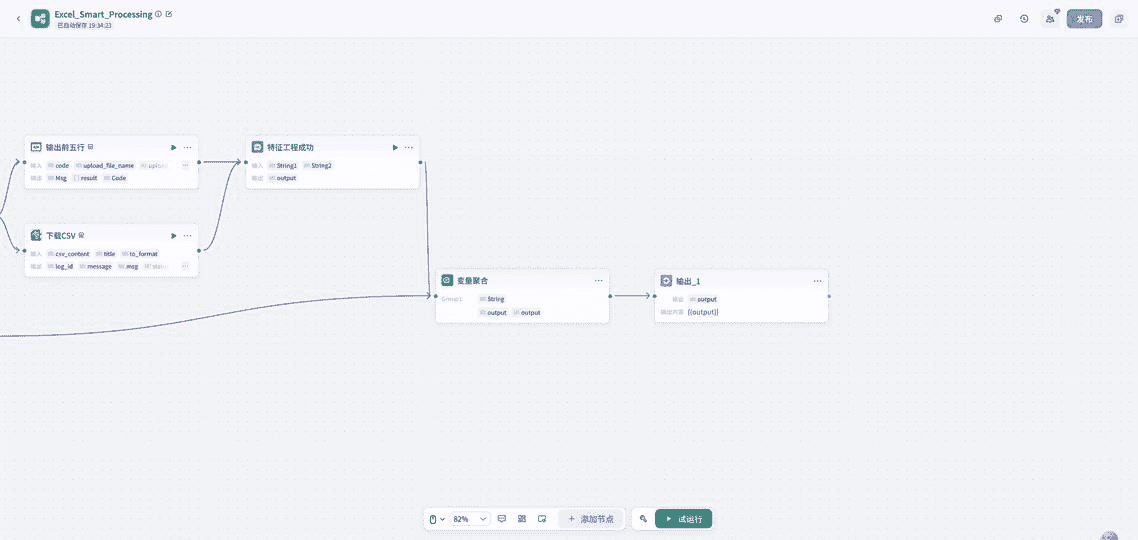 Excel_Smart_Processing
已自动保存 19:34:23
发布
输出前五行
输入 code upload_file_name
输出 Msg result Code
特征工程成功
输入 String1 String2
输出 output
下载CSV
输入 csv_content title to_format
输出 log_id message msg
变量聚合
Group1 String
output output
输出_1
输出 output
输出内容 {{output}}
82%
添加节点
试运行